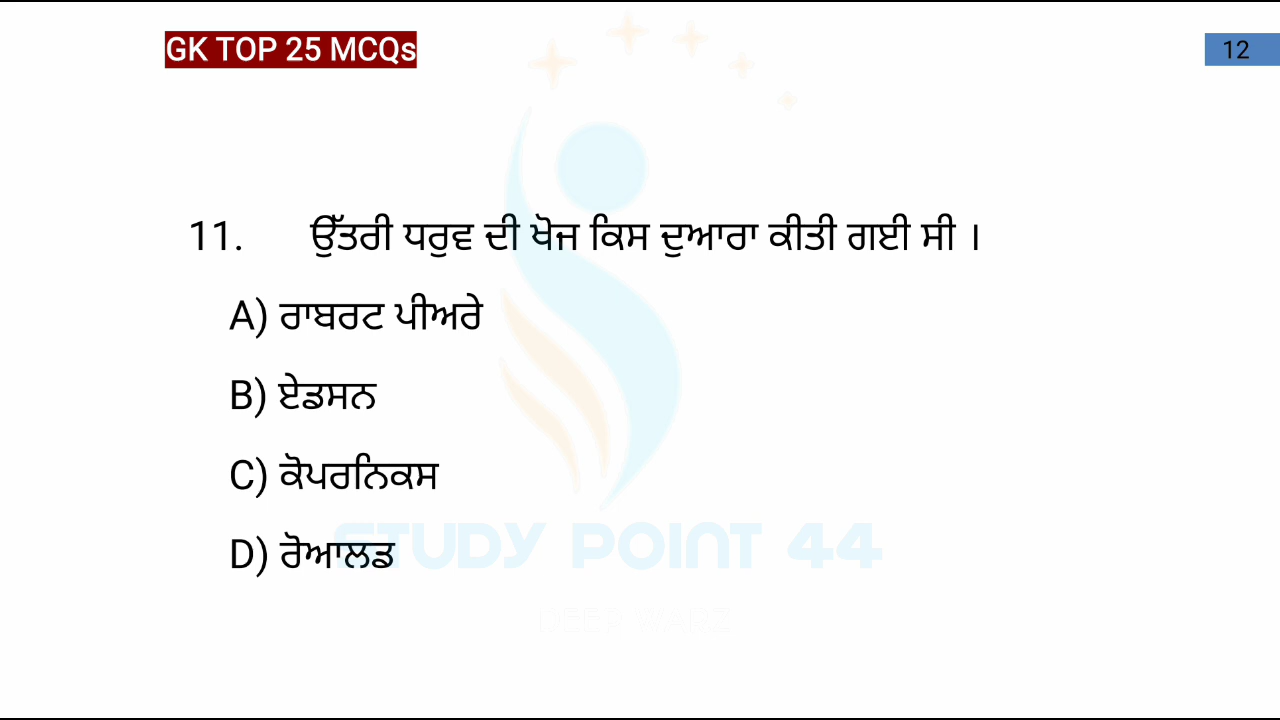 GK TOP 25 MCQs
12
11. ਉੱਤਰੀ ਧਰੁਵ ਦੀ ਖੋਜ ਕਿਸ ਦੁਆਰਾ ਕੀਤੀ ਗਈ ਸੀ ।
A) ਰਾਬਰਟ ਪੀਅਰੇ
B) ਏਡਸਨ
C) ਕੋਪਰਨਿਕਸ
D) ਰੋਆਲਡ
STUDY POINT 44